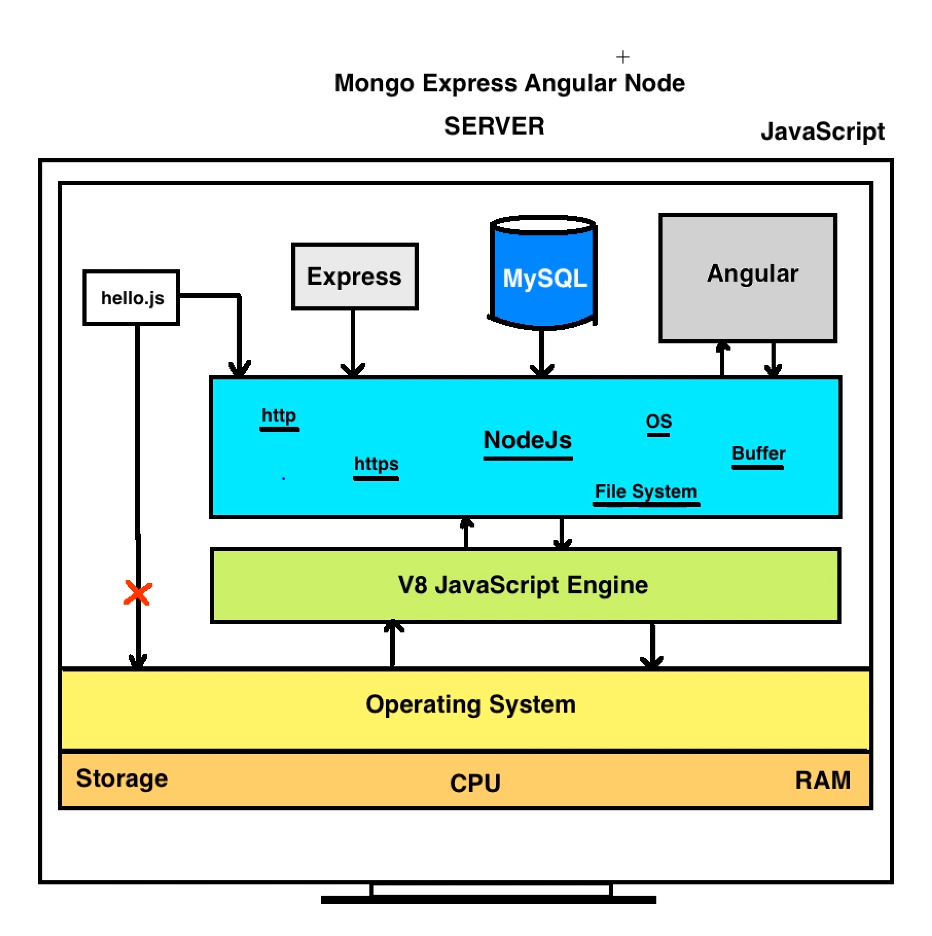 Mongo Express Angular Node
SERVER
JavaScript
hello.js
Express
MySQL
Angular
http
https
NodeJs
OS
Buffer
File System
V8 JavaScript Engine
Operating System
Storage
CPU
RAM